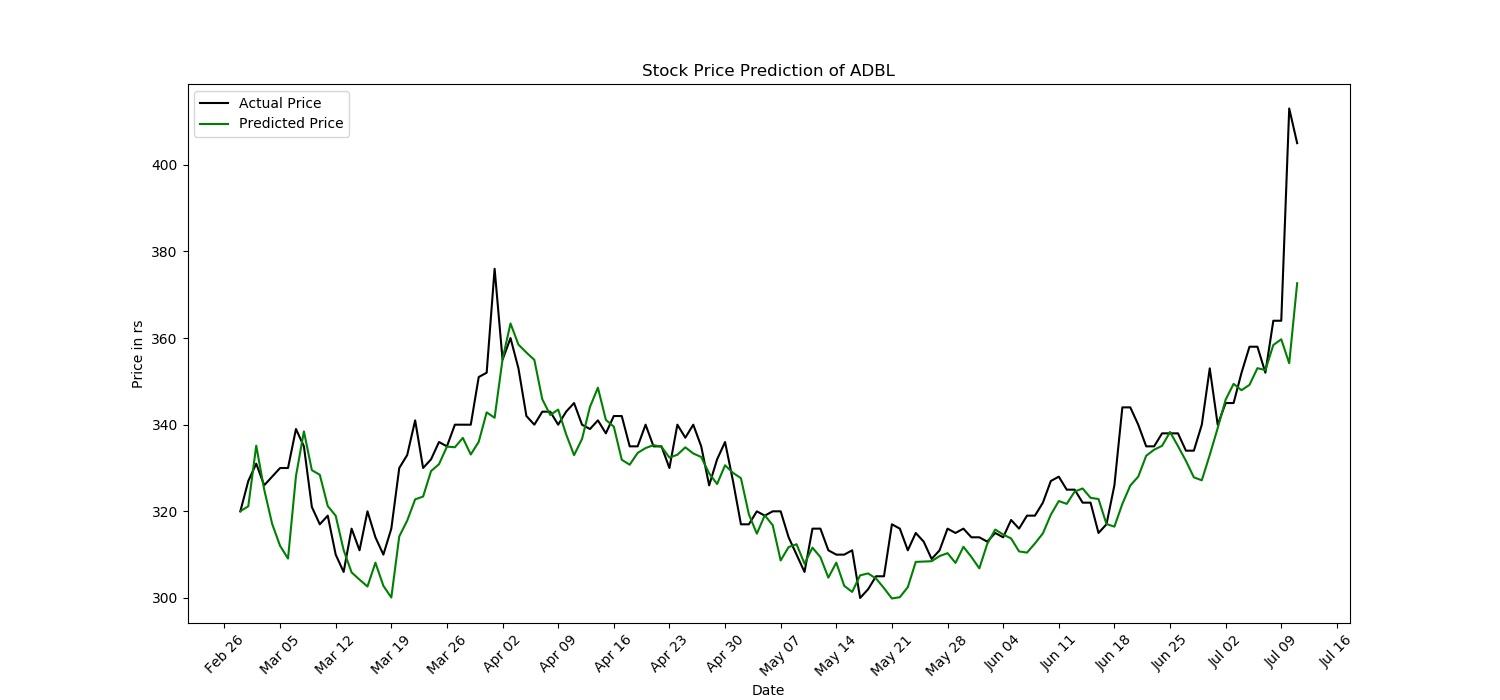 Stock Price Prediction of ADBL
Actual Price
Predicted Price
Price in rs
400
380
360
340
320
300
Feb 26
Mar 05
Mar 12
Mar 19
Mar 26
Apr 02
Apr 09
Apr 16
Apr 23
Apr 30
May 07
May 14
May 21
May 28
Jun 04
Jun 11
Jun 18
Jun 25
Jul 02
Jul 09
Jul 16
Date